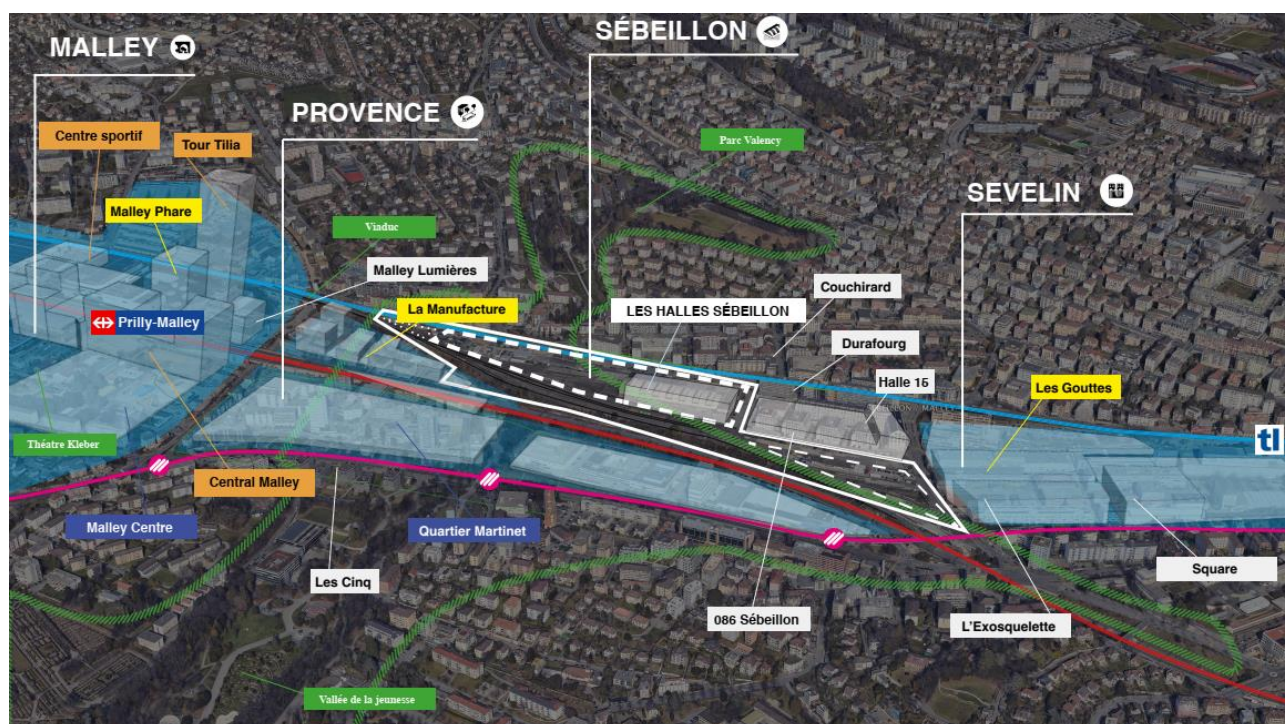 MALLEY
SÉBEILLON
PROVENCE
Centre sportif
Tour Tilia
Parc Valency
SEVELIN
Malley Phare
Viaduc
Malley Lumières
Couchirard
Prilly-Malley
La Manufacture
LES HALLES SÉBEILLON
Durafourg
Halle 16
Les Gouttes
MALLEY
tl
Théatre Kleber
Central Malley
Malley Centre
Quartier Martinet
Les Cinq
Square
086 Sébeillon
L'Exosquelette
Vallée de la jeunesse